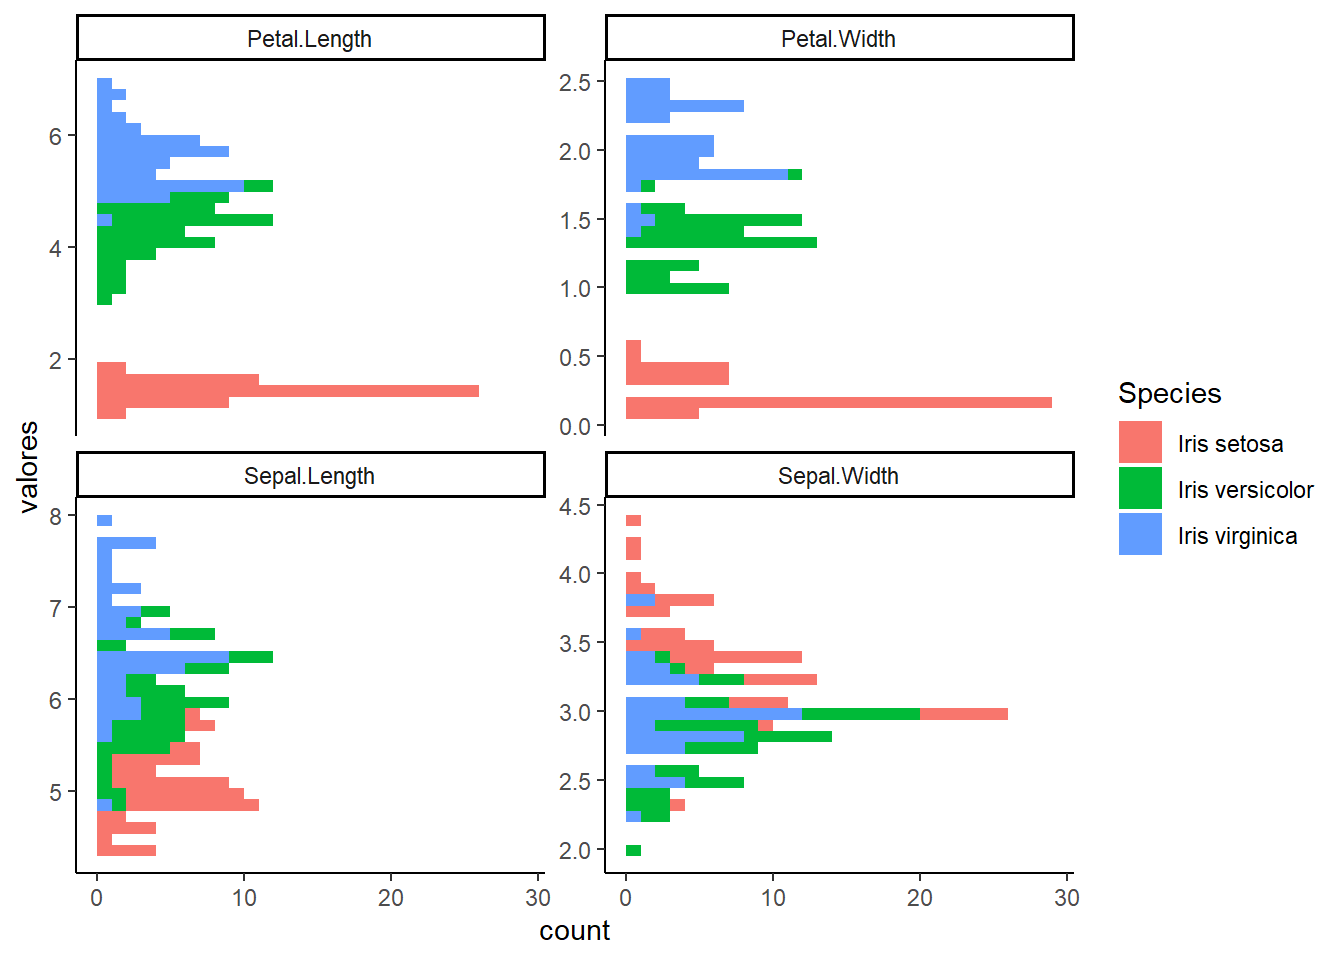 Petal.Length
Petal.Width
6
4
2
2.5
2.0
1.5
1.0
0.5
0.0
valores
Sepal.Length
Sepal.Width
8
7
6
5
4.5
4.0
3.5
3.0
2.5
2.0
0 10 20 30
0 10 20 30
count
Species
Iris setosa
Iris versicolor
Iris virginica